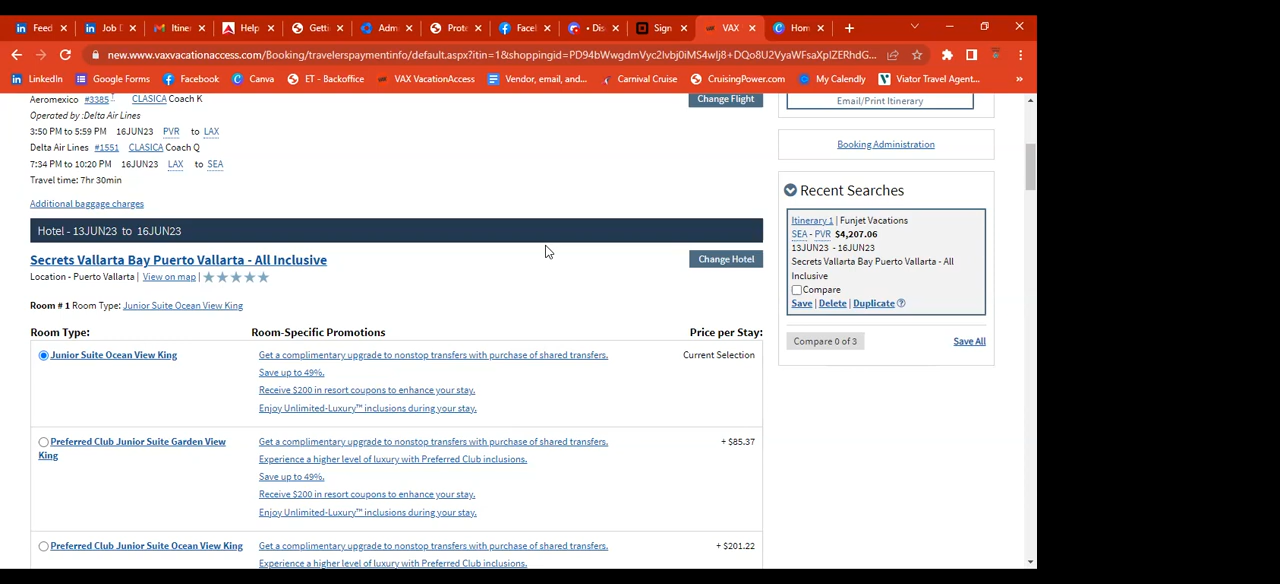 Feed
Job D
Itiner
Help
Getti
Adm
Prote
Facel
• Dis
Sign
VAX
Hom
new.vaxvacationaccess.com/Booking/travelerspaymentinfo/default.aspx?itin=1&shoppingid=PD94bWwgdmVyc2lvbj0iMS4wIj8+DQo8U2VyaWFsaXplZERhdG...
LinkedIn
Google Forms
Facebook
Canva
ET - Backoffice
VAX VacationAccess
Vendor, email, and...
Carnival Cruise
CruisingPower.com
My Calendly
Viator Travel Agent...
»
Aeromexico #3385 CLASICA Coach K
Change Flight
Operated by :Delta Air Lines
3:50 PM to 5:59 PM 16JUN23 PVR to LAX
Delta Air Lines #1551 CLASICA Coach Q
7:34 PM to 10:20 PM 16JUN23 LAX to SEA
Travel time: 7hr 30min
Additional baggage charges
Hotel - 13JUN23 to 16JUN23
Secrets Vallarta Bay Puerto Vallarta - All Inclusive
Change Hotel
Location - Puerto Vallarta | View on map |
Room # 1 Room Type: Junior Suite Ocean View King
Room Type: Room-Specific Promotions Price per Stay:
Junior Suite Ocean View King
Get a complimentary upgrade to nonstop transfers with purchase of shared transfers.
Current Selection
Save up to 49%.
Receive $200 in resort coupons to enhance your stay.
Enjoy Unlimited-Luxury™ inclusions during your stay.
Preferred Club Junior Suite Garden View
King
Get a complimentary upgrade to nonstop transfers with purchase of shared transfers.
+ $85.37
Experience a higher level of luxury with Preferred Club inclusions.
Save up to 49%.
Receive $200 in resort coupons to enhance your stay.
Enjoy Unlimited-Luxury™ inclusions during your stay.
Preferred Club Junior Suite Ocean View King
Get a complimentary upgrade to nonstop transfers with purchase of shared transfers.
+ $201.22
Experience a higher level of luxury with Preferred Club inclusions.
Email/Print Itinerary
Booking Administration
Recent Searches
Itinerary 1 | Funjet Vacations
SEA - PVR $4,207.06
13JUN23 - 16JUN23
Secrets Vallarta Bay Puerto Vallarta - All
Inclusive
Compare
Save | Delete | Duplicate ?
Compare 0 of 3
Save All